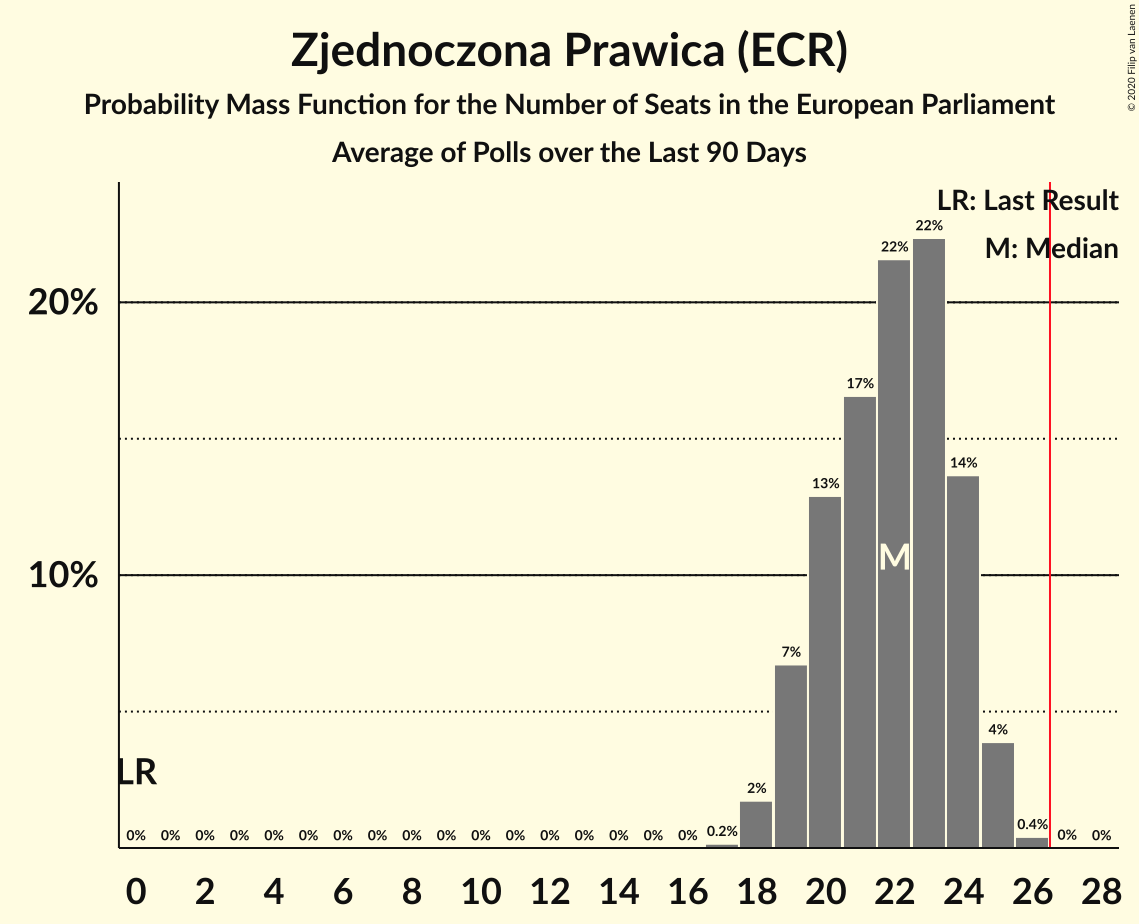 Zjednoczona Prawica (ECR)
Probability Mass Function for the Number of Seats in the European Parliament
Average of Polls over the Last 90 Days
© 2020 Filip van Laenen
LR: Last Result
M: Median
22%
22%
20%
17%
14%
13%
M
10%
7%
4%
LR
2%
0% 0% 0% 0% 0% 0% 0% 0% 0% 0% 0% 0% 0% 0% 0% 0% 0% 0.2% 0.4% 0% 0%
0 2 4 6 8 10 12 14 16 18 20 22 24 26 28